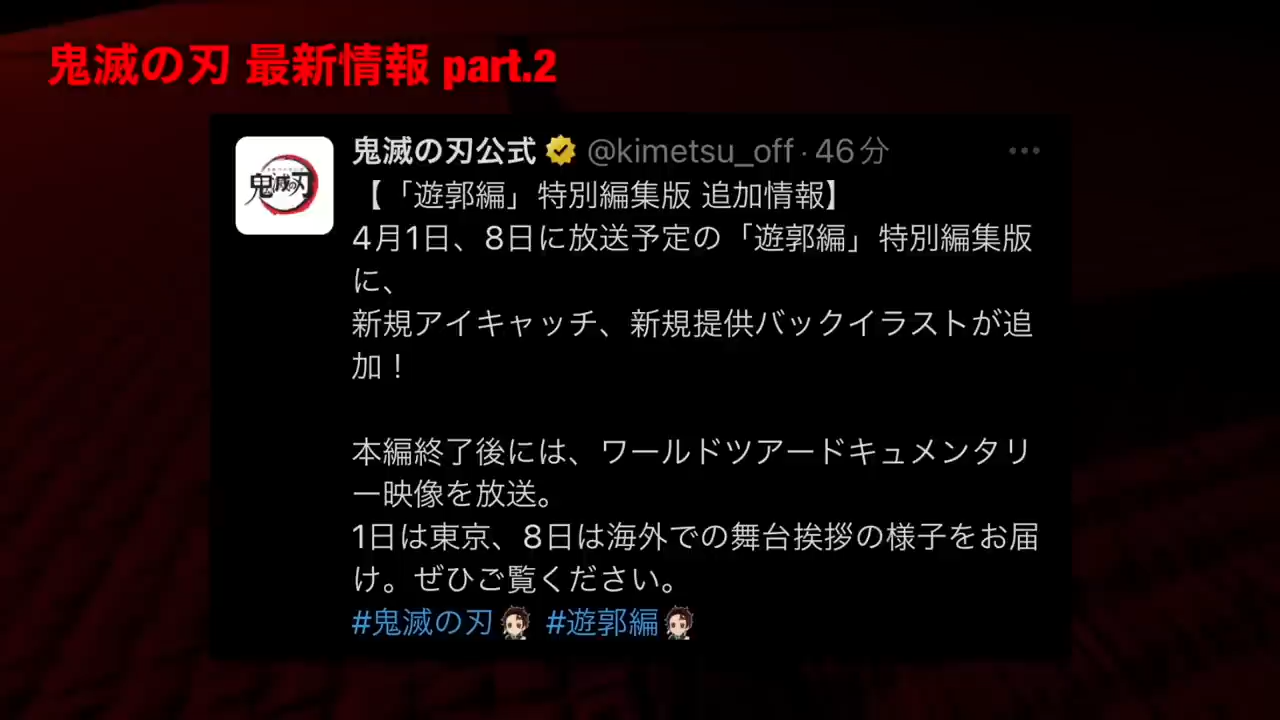 鬼滅の刃 最新情報 part.2
鬼滅の刃
鬼滅の刃公式 @kimetsu_off · 46分
【「遊郭編」特別編集版 追加情報】
4月1日、8日に放送予定の「遊郭編」特別編集版
に、
新規アイキャッチ、新規提供バックイラストが追
加！
本編終了後には、ワールドツアードキュメンタリ
ー映像を放送。
1日は東京、8日は海外での舞台挨拶の様子をお届
け。ぜひご覧ください。
#鬼滅の刃 #遊郭編